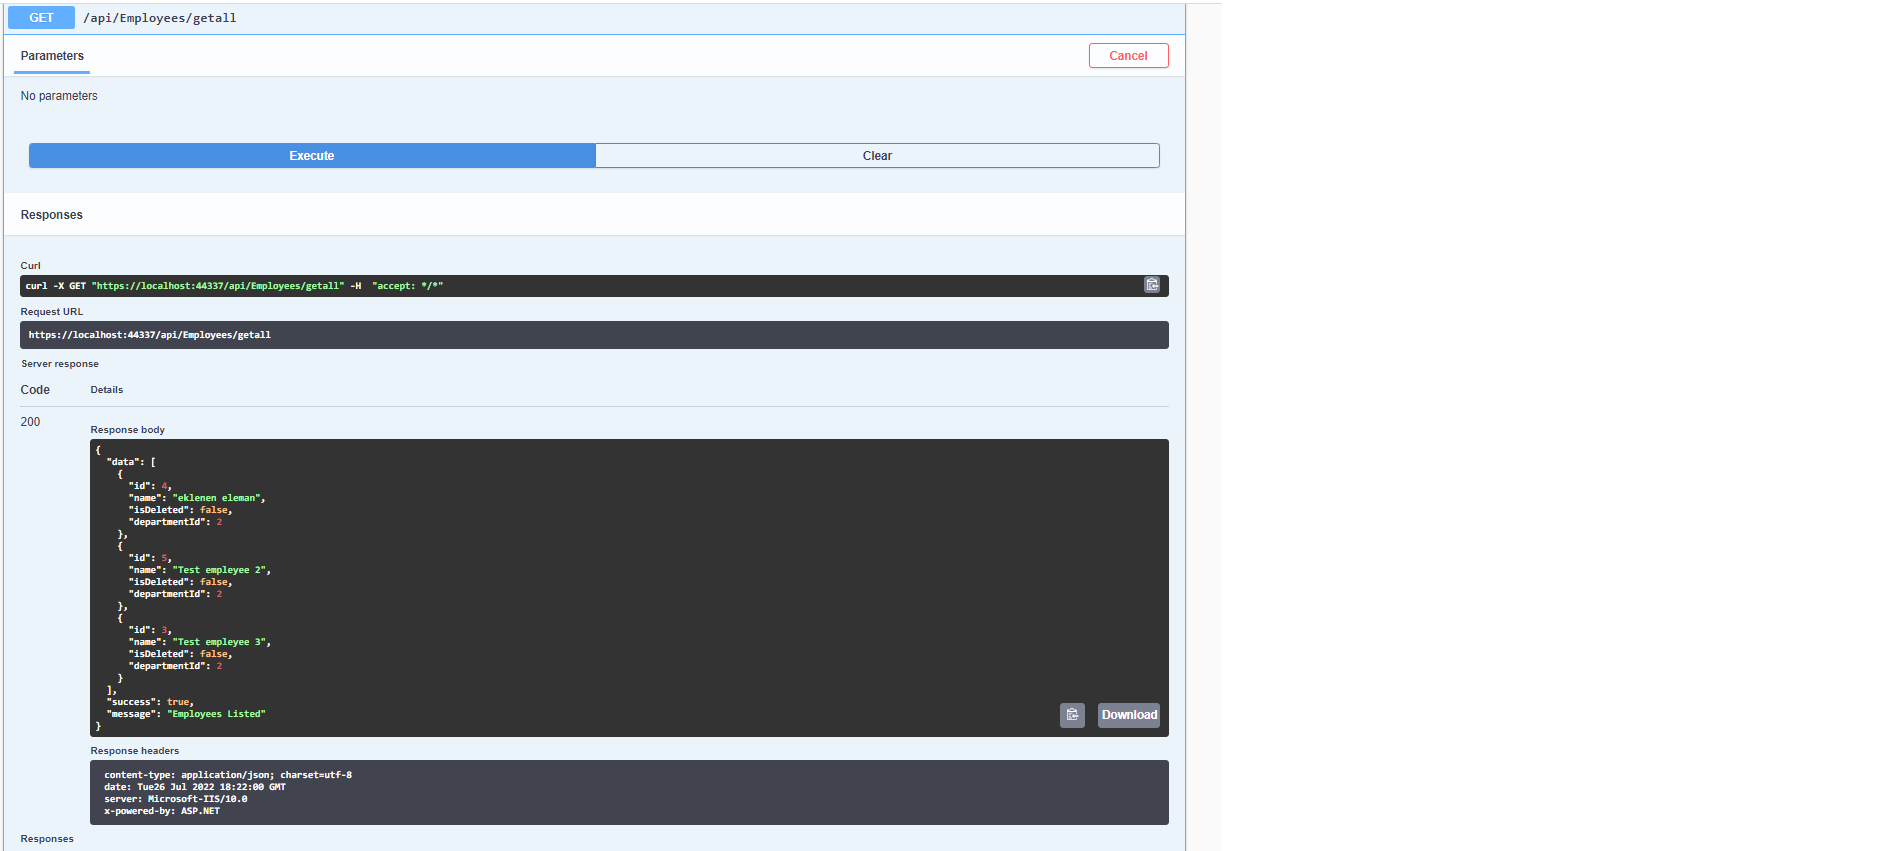 GET /api/Employees/getall
Parameters
Cancel
No parameters
Execute
Clear
Responses
Curl
curl -X GET "https://localhost:44337/api/Employees/getall" -H  "accept: */*"
Request URL
https://localhost:44337/api/Employees/getall
Server response
Code Details
200
Response body
{
  "data": [
    {
      "id": 4,
      "name": "eklenen eleman",
      "isDeleted": false,
      "departmentId": 2
    },
    {
      "id": 5,
      "name": "Test employee 2",
      "isDeleted": false,
      "departmentId": 2
    },
    {
      "id": 3,
      "name": "Test employee 3",
      "isDeleted": false,
      "departmentId": 2
    }
  ],
  "success": true,
  "message": "Employees Listed"
}
Download
Response headers
content-type: application/json; charset=utf-8
date: Tue26 Jul 2022 18:22:00 GMT
server: Microsoft-IIS/10.0
x-powered-by: ASP.NET
Responses